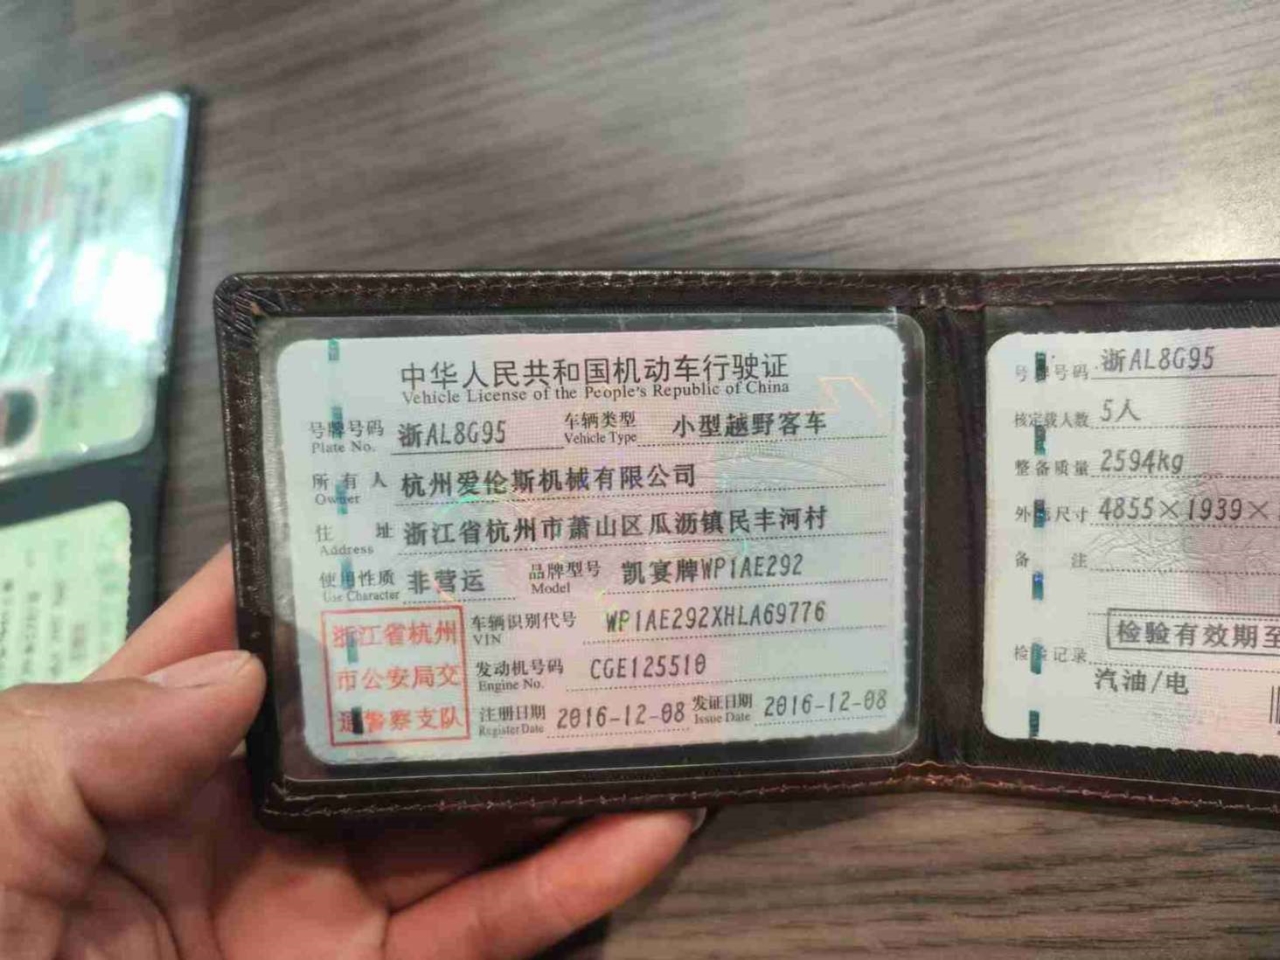 中华人民共和国机动车行驶证
Vehicle License of the People's Republic of China
号牌号码 浙AL8G95 车辆类型 小型越野客车
Plate No. Vehicle Type
所有人 杭州爱伦斯机械有限公司
Owner
住址 浙江省杭州市萧山区瓜沥镇民丰河村
Address
使用性质 非营运 品牌型号 凯宴牌WP1AE292
Use Character Model
浙江省杭州
市公安局交
通警察支队
车辆识别代号 WP1AE292XHLA69776
VIN
发动机号码 CGE125510
Engine No.
注册日期 2016-12-08 发证日期 2016-12-08
Register Date Issue Date
号牌号码 浙AL8G95
核定载人数 5人
整备质量 2594kg
外廓尺寸 4855×1939×
备注
检验有效期至
检验记录
汽油/电